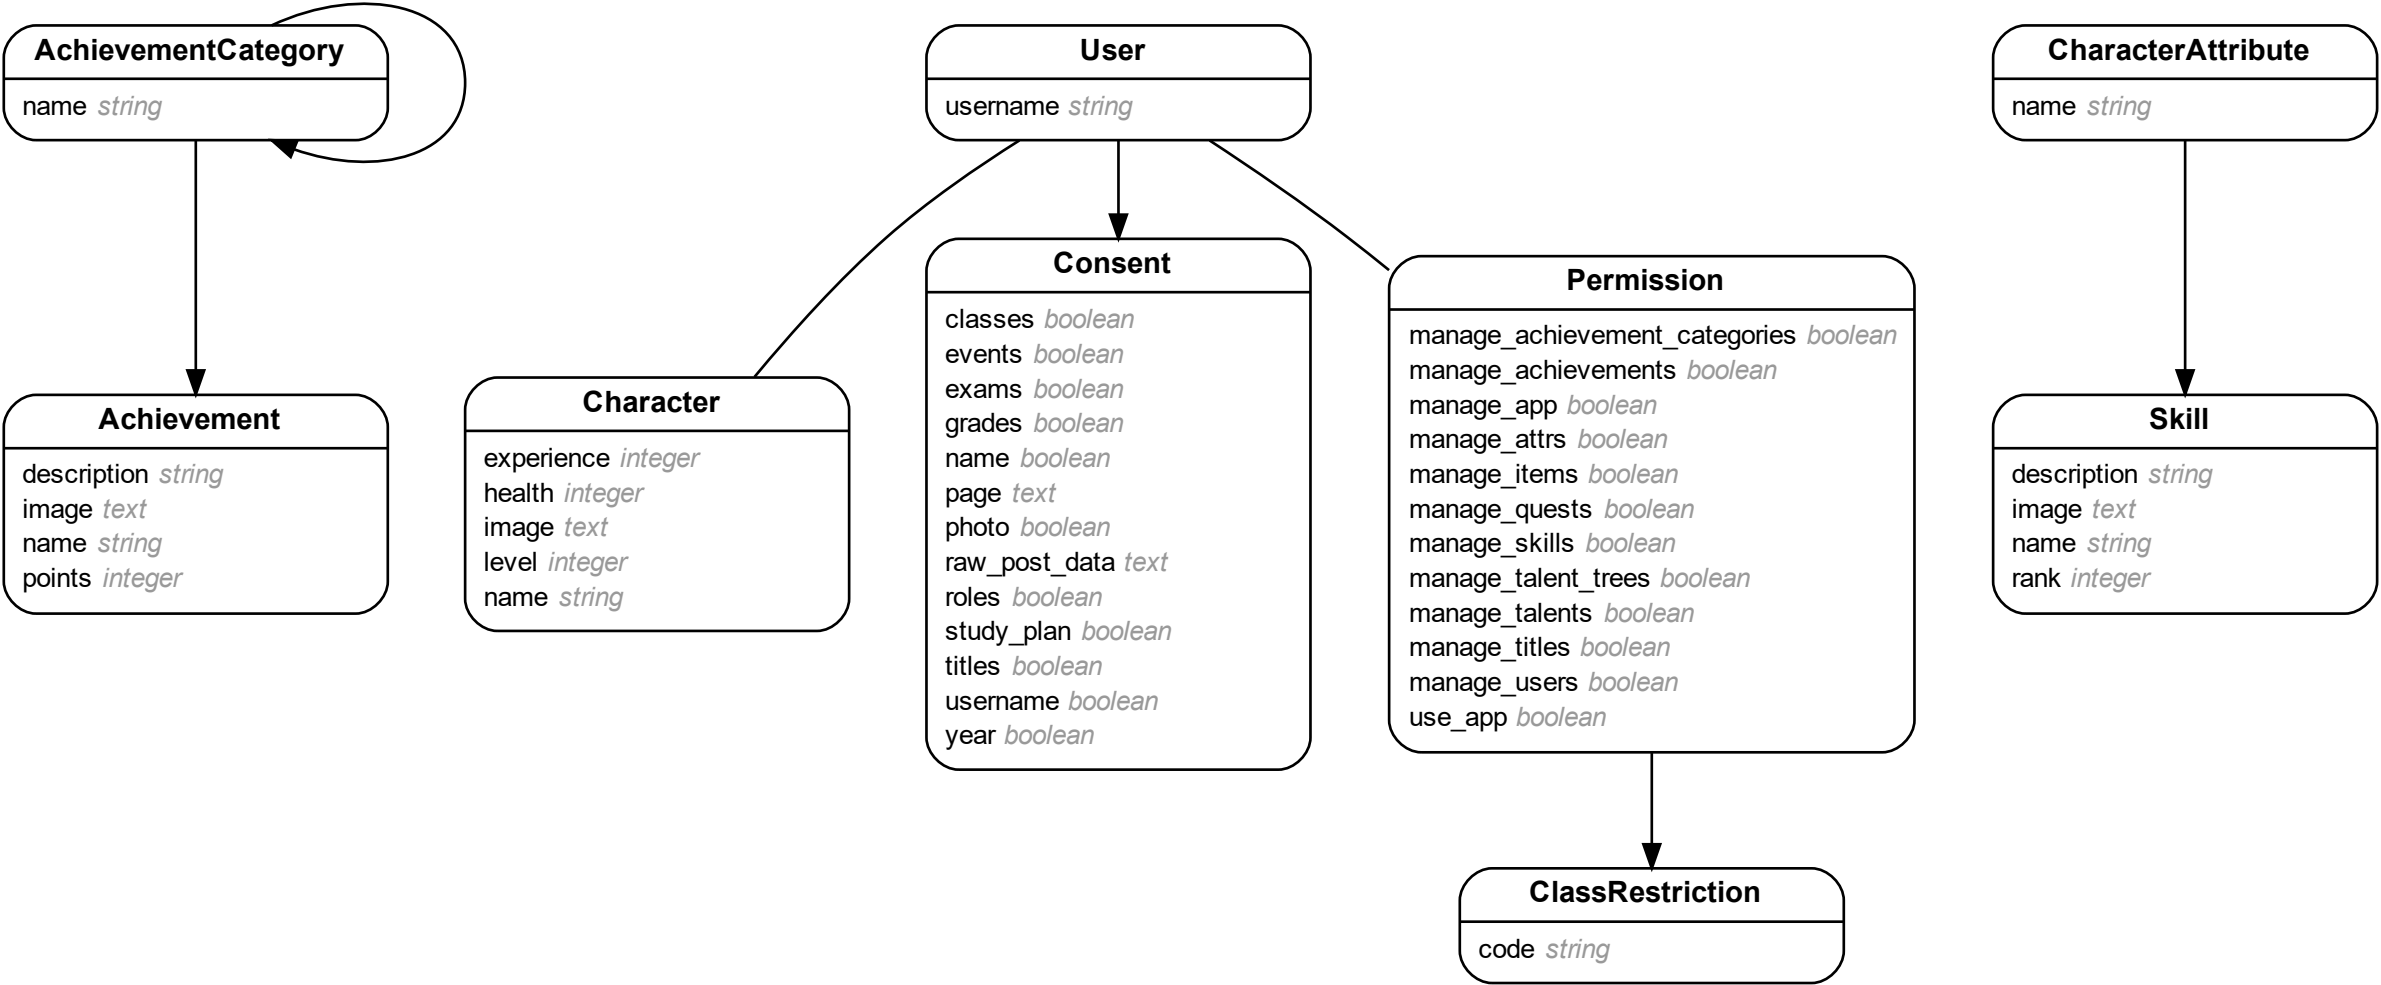 AchievementCategory
name string
User
username string
CharacterAttribute
name string
Achievement
description string
image text
name string
points integer
Character
experience integer
health integer
image text
level integer
name string
Consent
classes boolean
events boolean
exams boolean
grades boolean
name boolean
page text
photo boolean
raw_post_data text
roles boolean
study_plan boolean
titles boolean
username boolean
year boolean
Permission
manage_achievement_categories boolean
manage_achievements boolean
manage_app boolean
manage_attrs boolean
manage_items boolean
manage_quests boolean
manage_skills boolean
manage_talent_trees boolean
manage_talents boolean
manage_titles boolean
manage_users boolean
use_app boolean
Skill
description string
image text
name string
rank integer
ClassRestriction
code string